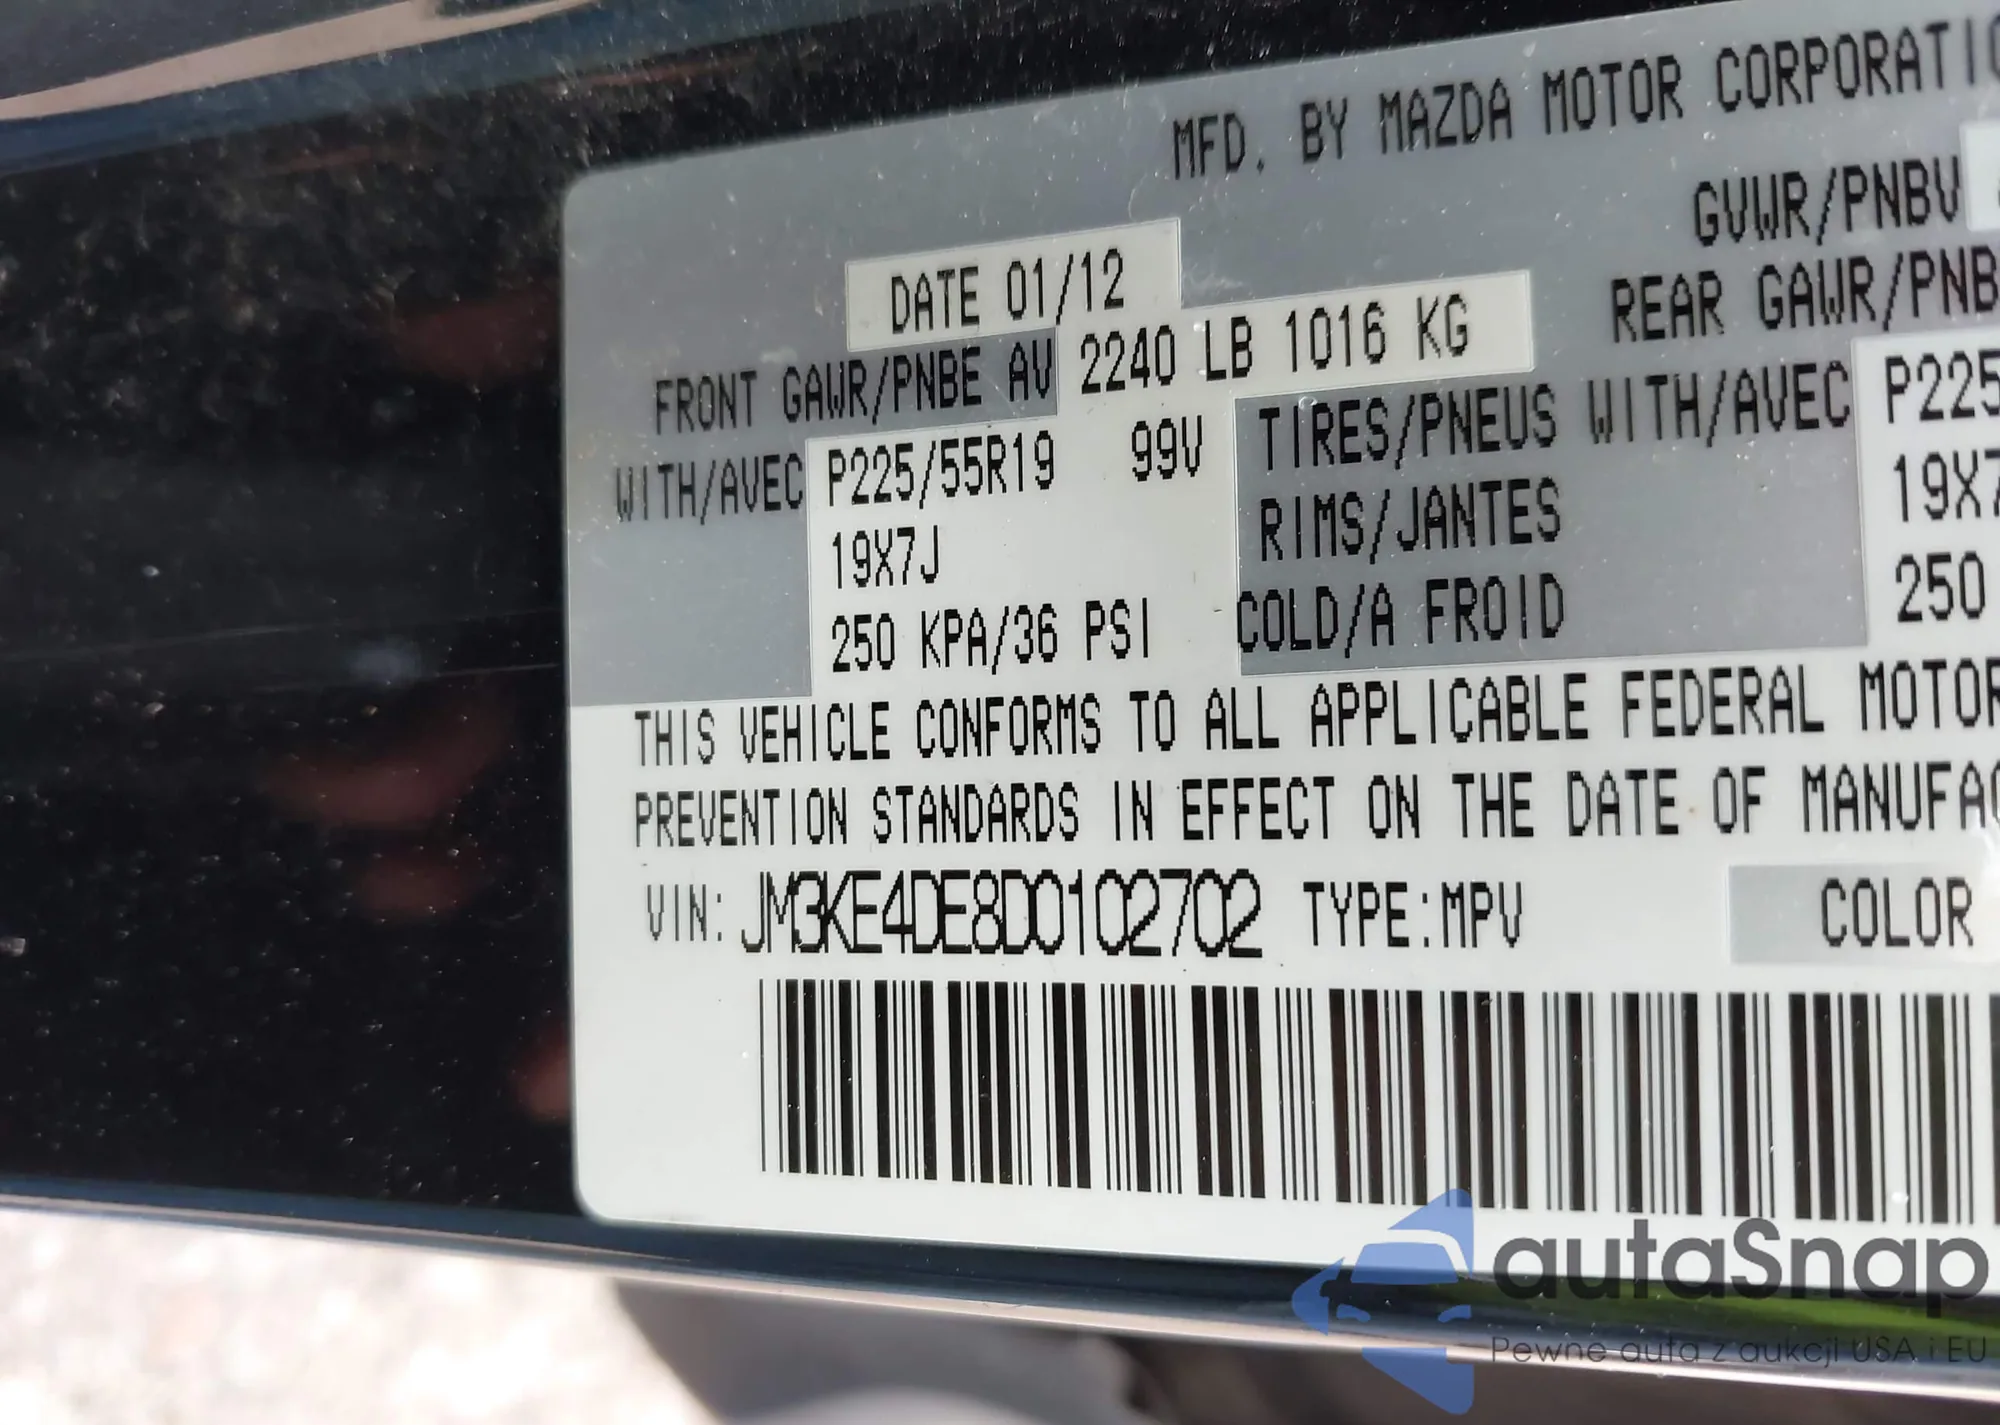 MFD. BY MAZDA MOTOR CORPORATIO
GVWR/PNBV
DATE 01/12
FRONT GAWR/PNBE AV 2240 LB 1016 KG REAR GAWR/PNB
WITH/AVEC P225/55R19 99V TIRES/PNEUS WITH/AVEC P225
19X7J RIMS/JANTES 19X7
250 KPA/36 PSI COLD/A FROID 250
THIS VEHICLE CONFORMS TO ALL APPLICABLE FEDERAL MOTOR
PREVENTION STANDARDS IN EFFECT ON THE DATE OF MANUFAC
VIN: JM3KE4DE8D0102702 TYPE:MPV COLOR
autaSnap
Pewne auta z aukcji USA i EU